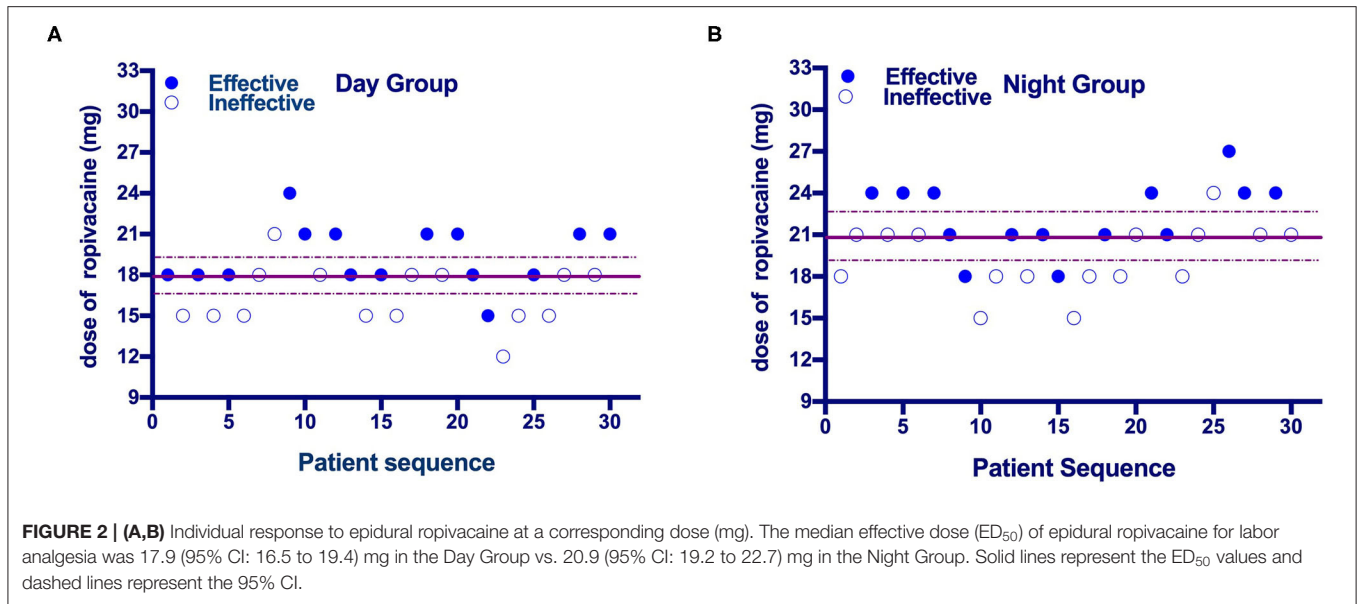 A
Effective
Ineffective
Day Group
dose of ropivacaine (mg)
33
30
27
24
21
18
15
12
9
0 5 10 15 20 25 30
Patient sequence
B
Effective
Ineffective
Night Group
dose of ropivacaine (mg)
33
30
27
24
21
18
15
12
9
0 5 10 15 20 25 30
Patient Sequence
FIGURE 2 | (A,B) Individual response to epidural ropivacaine at a corresponding dose (mg). The median effective dose (ED50) of epidural ropivacaine for labor
analgesia was 17.9 (95% CI: 16.5 to 19.4) mg in the Day Group vs. 20.9 (95% CI: 19.2 to 22.7) mg in the Night Group. Solid lines represent the ED50 values and
dashed lines represent the 95% CI.